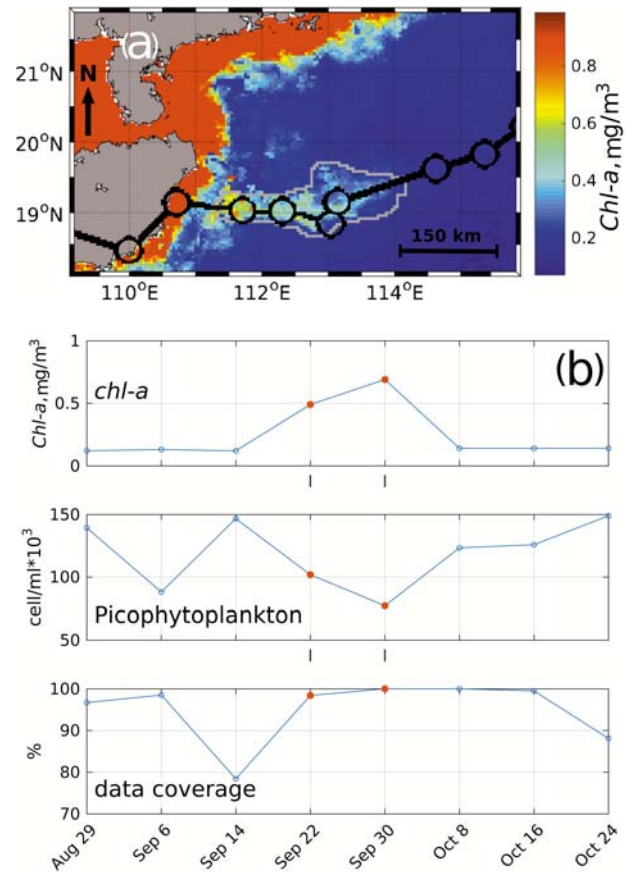 (a)
N
21°N
20°N
19°N
110°E 112°E 114°E
150 km
0.8
0.6
0.4
0.2
Chl-a, mg/m³
(b)
chl-a
Chl-a,mg/m³
1
0.5
0
Picophytoplankton
cell/ml*10³
150
100
50
data coverage
%
100
90
80
70
Aug 29 Sep 6 Sep 14 Sep 22 Sep 30 Oct 8 Oct 16 Oct 24